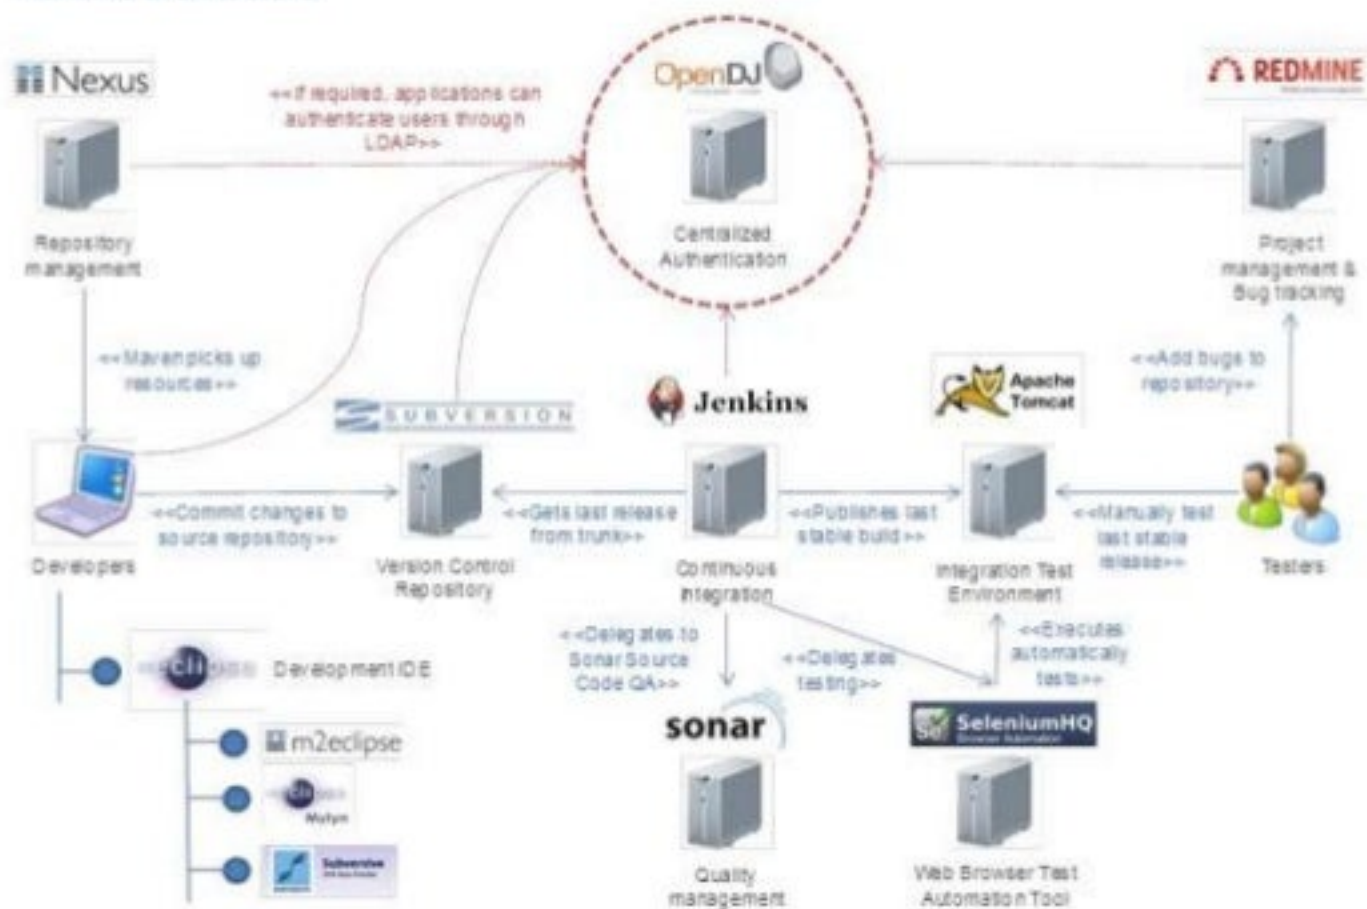 Nexus
<<If required, applications can
authenticate users through
LDAP>>
OpenDJ
REDMINE
Repository
management
Centralized
Authentication
Project
management &
Bug tracking
<<Maven picks up
resources>>
SUBVERSION
Jenkins
Apache
Tomcat
<<Add bugs to
repository>>
<<Commit changes to
source repository>>
<<Gets last release
from trunk>>
<<Publishes last
stable build>>
<<Manually test
last stable
release>>
Developers
Version Control
Repository
Continuous
Integration
Integration Test
Environment
Testers
Development IDE
<<Delegates to
Sonar Source
Code QA>>
<<Delegates
testing>>
<<Executes
automatically
tests>>
m2eclipse
Mylyn
Subversive
sonar
Se
SeleniumHQ
Browser Automation
Quality
management
Web Browser Test
Automation Tool